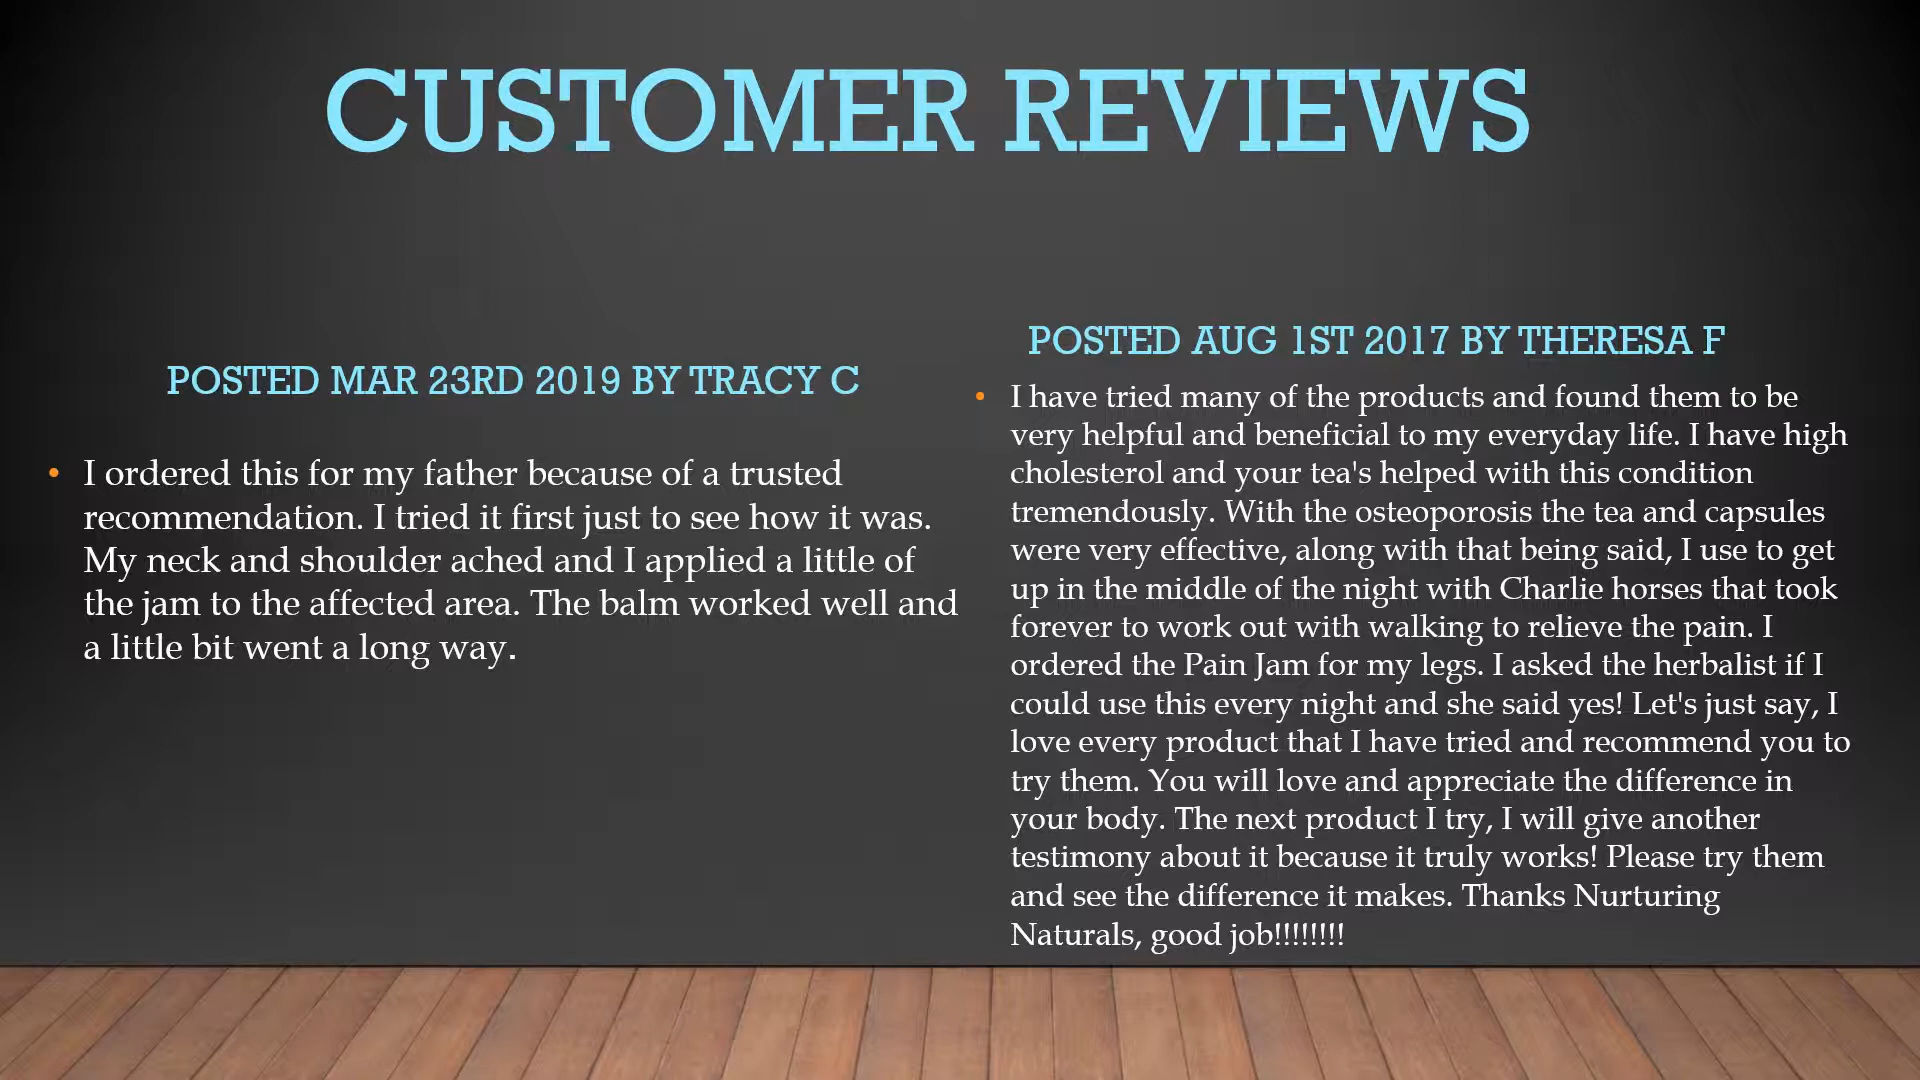 CUSTOMER REVIEWS
POSTED MAR 23RD 2019 BY TRACY C
• I ordered this for my father because of a trusted
recommendation. I tried it first just to see how it was.
My neck and shoulder ached and I applied a little of
the jam to the affected area. The balm worked well and
a little bit went a long way.
POSTED AUG 1ST 2017 BY THERESA F
• I have tried many of the products and found them to be
very helpful and beneficial to my everyday life. I have high
cholesterol and your tea's helped with this condition
tremendously. With the osteoporosis the tea and capsules
were very effective, along with that being said, I use to get
up in the middle of the night with Charlie horses that took
forever to work out with walking to relieve the pain. I
ordered the Pain Jam for my legs. I asked the herbalist if I
could use this every night and she said yes! Let's just say, I
love every product that I have tried and recommend you to
try them. You will love and appreciate the difference in
your body. The next product I try, I will give another
testimony about it because it truly works! Please try them
and see the difference it makes. Thanks Nurturing
Naturals, good job!!!!!!!!